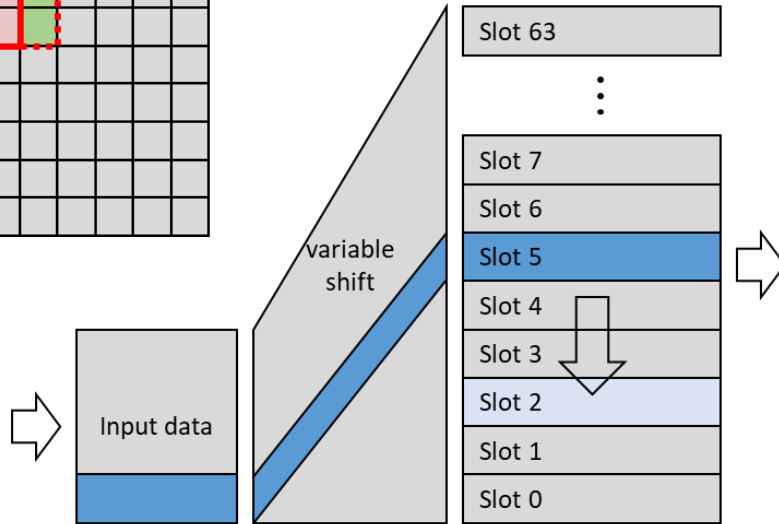 Slot 63
Slot 7
Slot 6
variable
shift
Slot 5
Slot 4
Slot 3
Slot 2
Input data
Slot 1
Slot 0